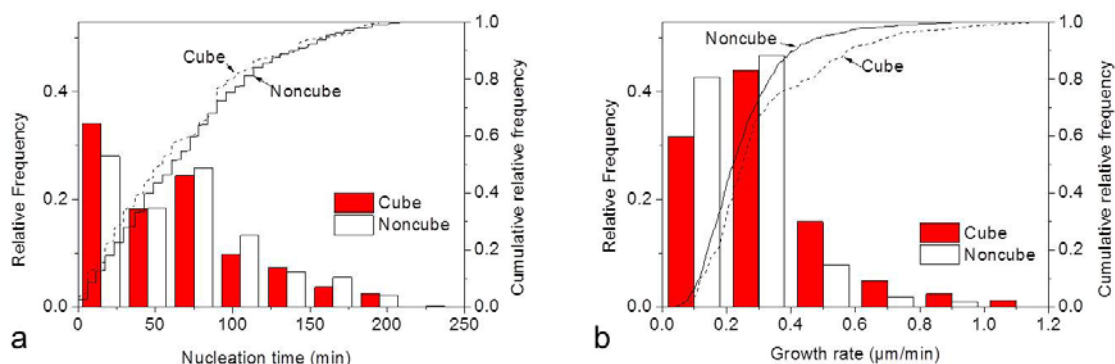 1.0
0.8
0.6
0.4
0.2
0.0
Cumulative relative frequency
0.4
0.2
0.0
Relative Frequency
Cube
Noncube
Cube
Noncube
0 50 100 150 200 250
a
Nucleation time (min)
1.0
0.8
0.6
0.4
0.2
0.0
Cumulative relative frequency
0.4
0.2
0.0
Relative Frequency
Noncube
Cube
Cube
Noncube
0.0 0.2 0.4 0.6 0.8 1.0 1.2
b
Growth rate (µm/min)